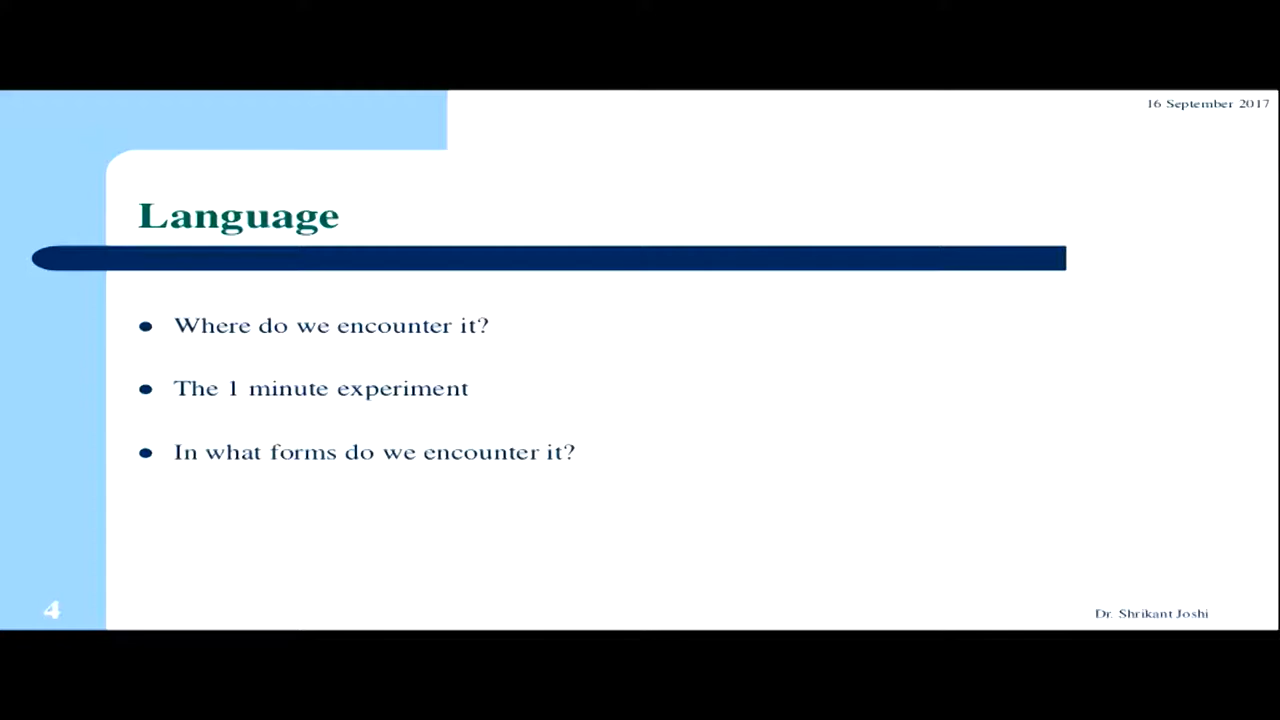 16 September 2017
Language
Where do we encounter it?
The 1 minute experiment
In what forms do we encounter it?
4
Dr. Shrikant Joshi